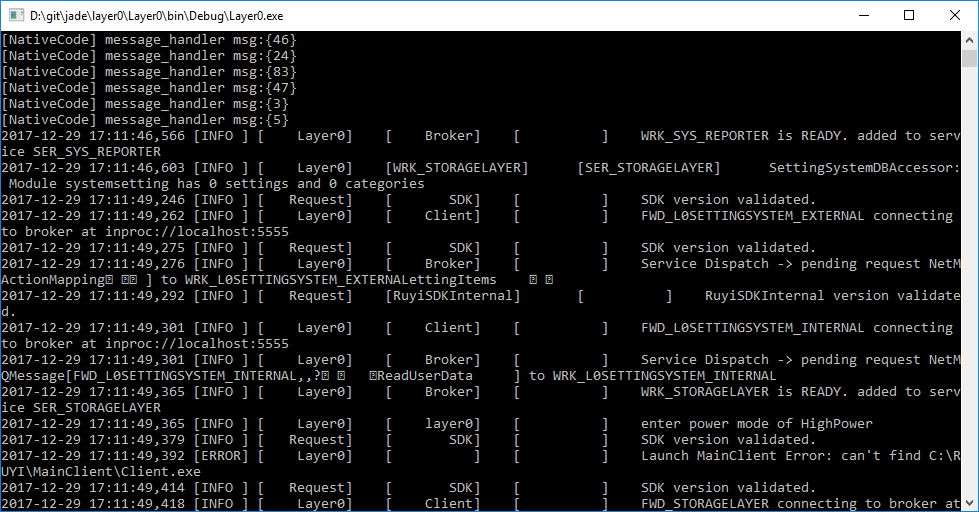 D:\git\jade\layer0\Layer0\bin\Debug\Layer0.exe
[NativeCode] message_handler msg:{46}
[NativeCode] message_handler msg:{24}
[NativeCode] message_handler msg:{83}
[NativeCode] message_handler msg:{47}
[NativeCode] message_handler msg:{3}
[NativeCode] message_handler msg:{5}
2017-12-29 17:11:46,566 [INFO ] [    Layer0]    [    Broker]    [          ]    WRK_SYS_REPORTER is READY. added to serv
ice SER_SYS_REPORTER
2017-12-29 17:11:46,603 [INFO ] [    Layer0]    [WRK_STORAGELAYER]      [SER_STORAGELAYER]      SettingSystemDBAccessor:
 Module systemsetting has 0 settings and 0 categories
2017-12-29 17:11:49,246 [INFO ] [   Request]    [       SDK]    [          ]    SDK version validated.
2017-12-29 17:11:49,262 [INFO ] [    Layer0]    [    Client]    [          ]    FWD_L0SETTINGSYSTEM_EXTERNAL connecting
to broker at inproc://localhost:5555
2017-12-29 17:11:49,275 [INFO ] [   Request]    [       SDK]    [          ]    SDK version validated.
2017-12-29 17:11:49,276 [INFO ] [    Layer0]    [    Broker]    [          ]    Service Dispatch -> pending request NetM
ActionMapping ] to WRK_L0SETTINGSYSTEM_EXTERNALettingItems
2017-12-29 17:11:49,292 [INFO ] [   Request]    [RuyiSDKInternal]       [          ]    RuyiSDKInternal version validate
d.
2017-12-29 17:11:49,301 [INFO ] [    Layer0]    [    Client]    [          ]    FWD_L0SETTINGSYSTEM_INTERNAL connecting
to broker at inproc://localhost:5555
2017-12-29 17:11:49,301 [INFO ] [    Layer0]    [    Broker]    [          ]    Service Dispatch -> pending request NetM
QMessage[FWD_L0SETTINGSYSTEM_INTERNAL,,? ReadUserData     ] to WRK_L0SETTINGSYSTEM_INTERNAL
2017-12-29 17:11:49,365 [INFO ] [    Layer0]    [    Broker]    [          ]    WRK_STORAGELAYER is READY. added to serv
ice SER_STORAGELAYER
2017-12-29 17:11:49,365 [INFO ] [    Layer0]    [    layer0]    [          ]    enter power mode of HighPower
2017-12-29 17:11:49,379 [INFO ] [   Request]    [       SDK]    [          ]    SDK version validated.
2017-12-29 17:11:49,392 [ERROR] [    Layer0]    [          ]    [          ]    Launch MainClient Error: can't find C:\R
UYI\MainClient\Client.exe
2017-12-29 17:11:49,414 [INFO ] [   Request]    [       SDK]    [          ]    SDK version validated.
2017-12-29 17:11:49,418 [INFO ] [    Layer0]    [    Client]    [          ]    FWD_STORAGELAYER connecting to broker at